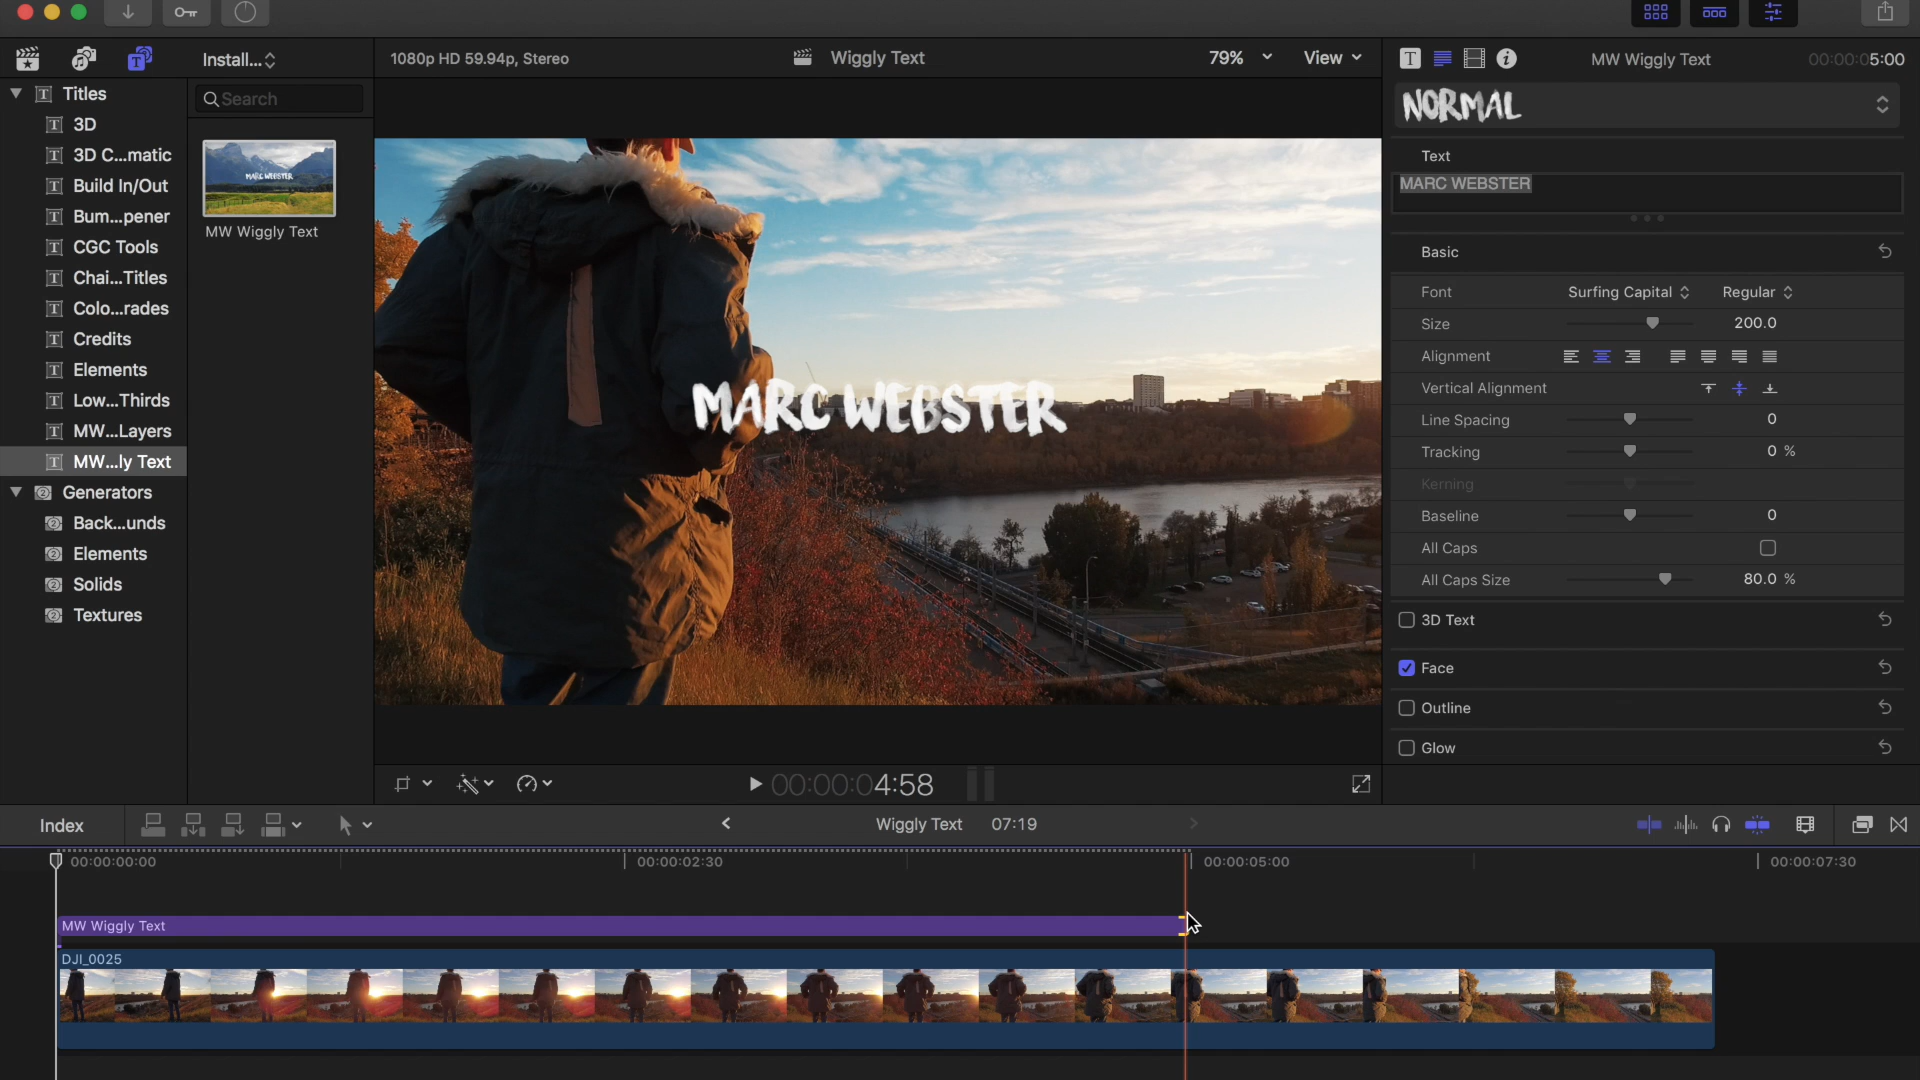 Install...
1080p HD 59.94p, Stereo
Wiggly Text
79%
View
MW Wiggly Text
00:00:05:00
Titles
Search
NORMAL
3D
3D C...matic
Build In/Out
Bum...pener
CGC Tools
Chai...Titles
Colo...rades
Credits
Elements
Low...Thirds
MW...Layers
MW...ly Text
Generators
Back...unds
Elements
Solids
Textures
MARC WEBSTER
MW Wiggly Text
MARC WEBSTER
Text
MARC WEBSTER
Basic
Font
Surfing Capital
Regular
Size
200.0
Alignment
Vertical Alignment
Line Spacing
0
Tracking
0 %
Kerning
Baseline
0
All Caps
All Caps Size
80.0 %
3D Text
Face
Outline
Glow
00:00:04:58
Index
Wiggly Text
07:19
00:00:00:00
00:00:02:30
00:00:05:00
00:00:07:30
MW Wiggly Text
DJI_0025